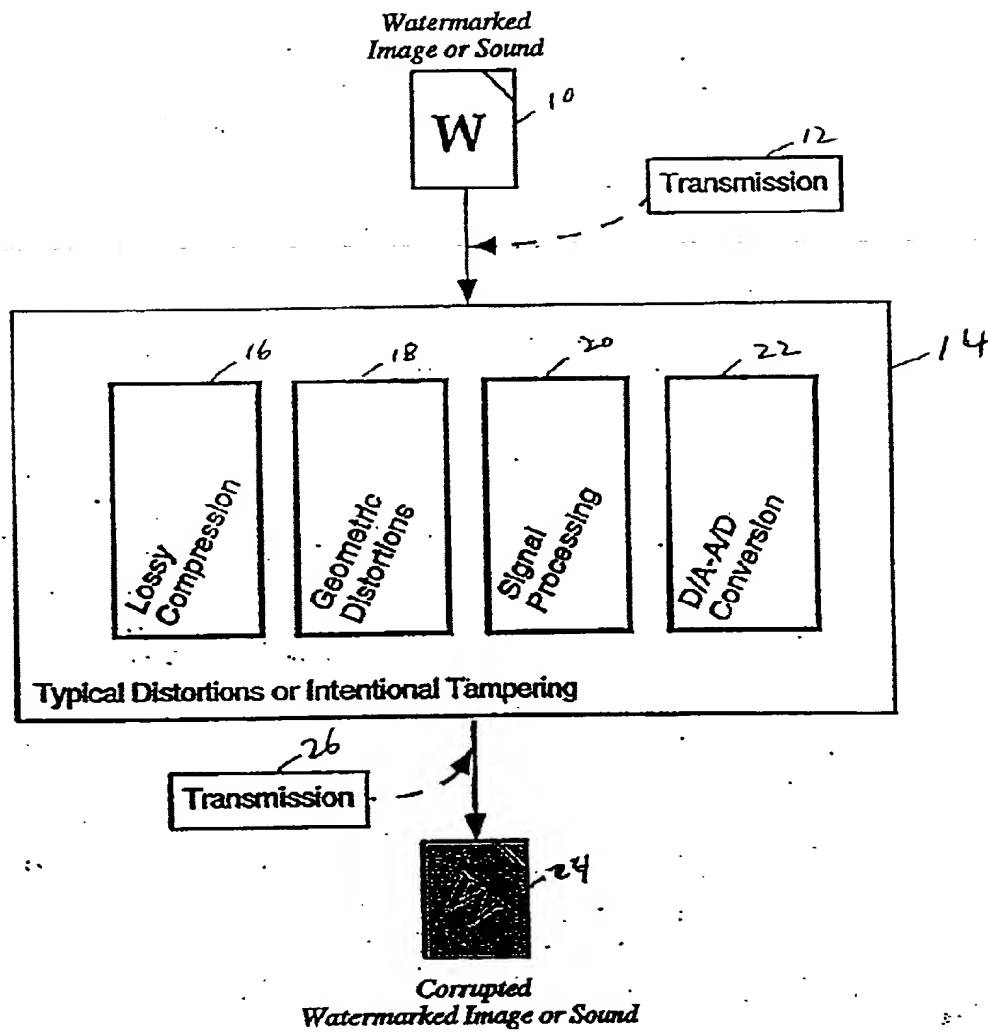 Watermarked
Image or Sound
W
10
12
Transmission
14
16
18
20
22
Lossy
Compression
Geometric
Distortions
Signal
Processing
D/A-A/D
Conversion
Typical Distortions or Intentional Tampering
26
Transmission
24
Corrupted
Watermarked Image or Sound